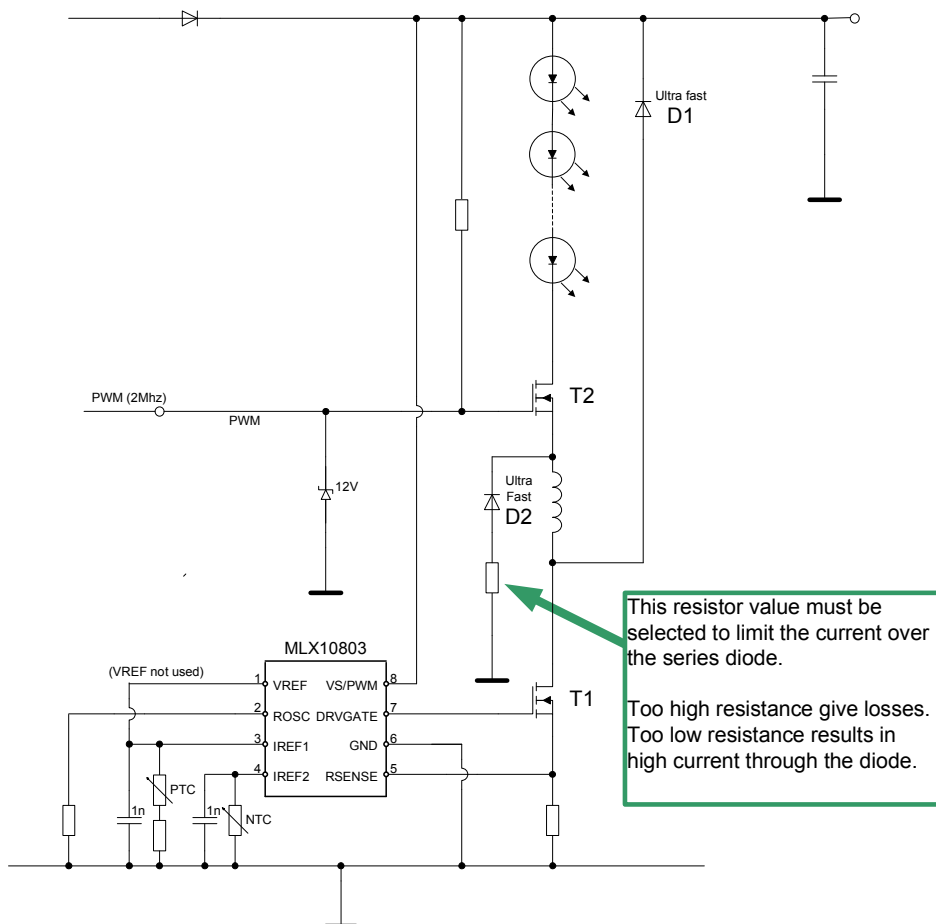 Ultra fast
D1
T2
PWM (2Mhz)
PWM
12V
Ultra
Fast
D2
This resistor value must be
selected to limit the current over
the series diode.
Too high resistance give losses.
Too low resistance results in
high current through the diode.
MLX10803
(VREF not used)
1 VREF VS/PWM 8
2 ROSC DRVGATE 7
3 IREF1 GND 6
4 IREF2 RSENSE 5
T1
PTC
1n
1n
NTC